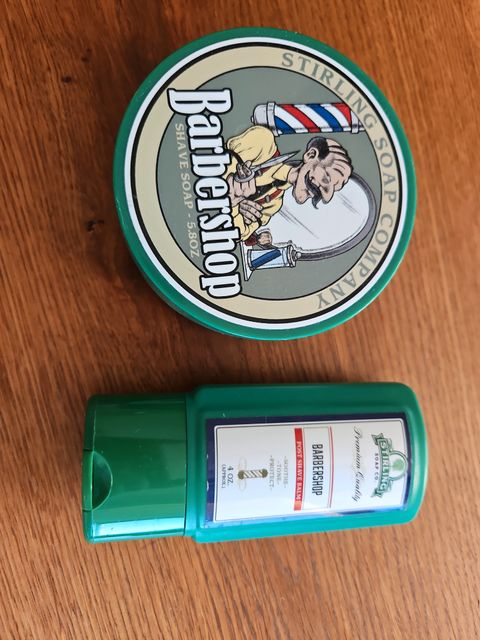 STIRLING SOAP COMPANY
Barbershop
SHAVE SOAP - 5.8OZ
STIRLING
SOAP CO.
Premium Quality
BARBERSHOP
POST SHAVE BALM
SOOTHE
TONE
PROTECT
4 OZ.